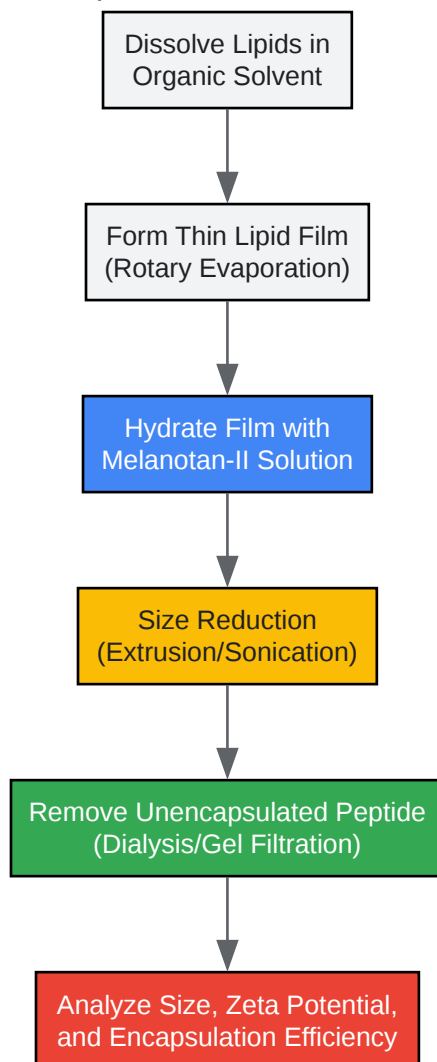 Dissolve Lipids in
Organic Solvent
Form Thin Lipid Film
(Rotary Evaporation)
Hydrate Film with
Melanotan-II Solution
Size Reduction
(Extrusion/Sonication)
Remove Unencapsulated Peptide
(Dialysis/Gel Filtration)
Analyze Size, Zeta Potential,
and Encapsulation Efficiency